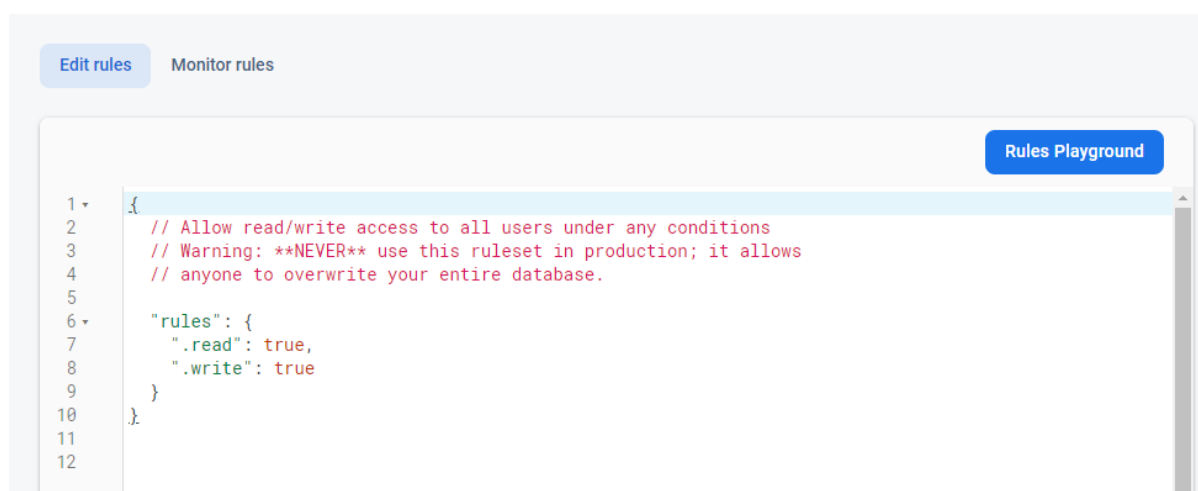 Edit rules Monitor rules
Rules Playground
1 {
2 // Allow read/write access to all users under any conditions
3 // Warning: **NEVER** use this ruleset in production; it allows
4 // anyone to overwrite your entire database.
5
6 "rules": {
7 ".read": true,
8 ".write": true
9 }
10 }
11
12